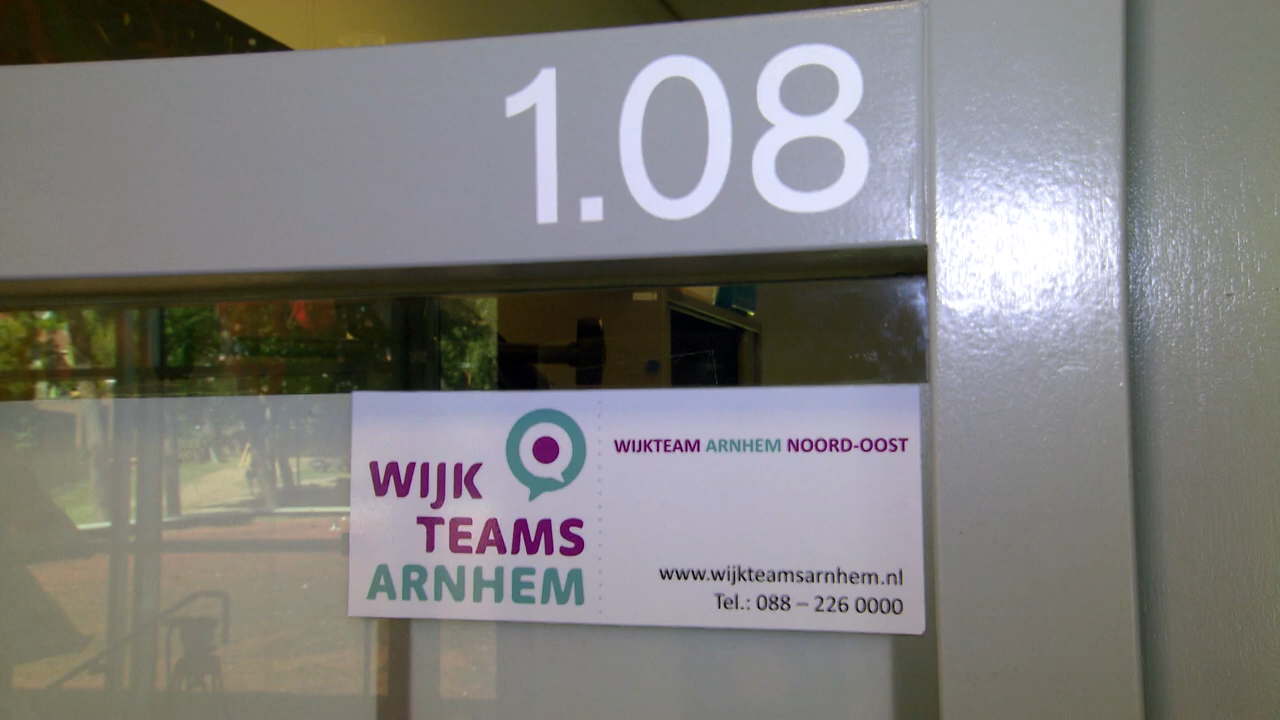 1.08
WIJK
TEAMS
ARNHEM
WIJKTEAM ARNHEM NOORD-OOST
www.wijkteamsarnhem.nl
Tel.: 088 – 226 0000